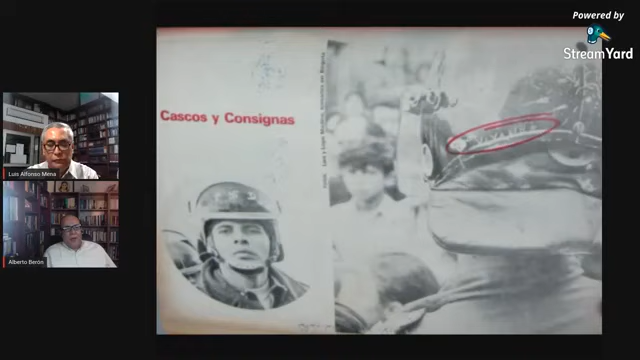 Powered by
StreamYard
Cascos y Consignas
Luis Alfonso Mena
Alberto Berón